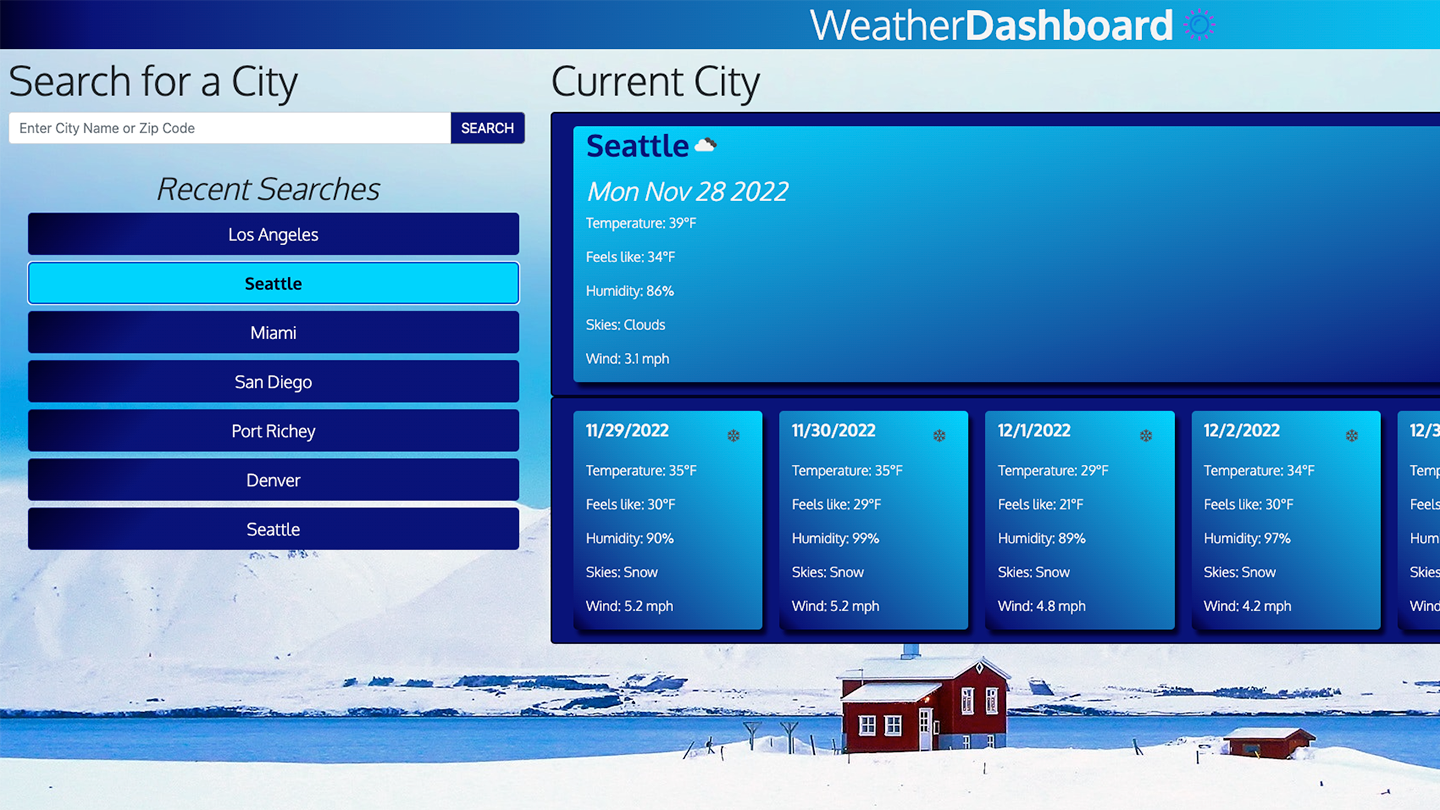 WeatherDashboard
Search for a City
Enter City Name or Zip Code
SEARCH
Recent Searches
Los Angeles
Seattle
Miami
San Diego
Port Richey
Denver
Seattle
Current City
Seattle
Mon Nov 28 2022
Temperature: 39°F
Feels like: 34°F
Humidity: 86%
Skies: Clouds
Wind: 3.1 mph
11/29/2022
Temperature: 35°F
Feels like: 30°F
Humidity: 90%
Skies: Snow
Wind: 5.2 mph
11/30/2022
Temperature: 35°F
Feels like: 29°F
Humidity: 99%
Skies: Snow
Wind: 5.2 mph
12/1/2022
Temperature: 29°F
Feels like: 21°F
Humidity: 89%
Skies: Snow
Wind: 4.8 mph
12/2/2022
Temperature: 34°F
Feels like: 30°F
Humidity: 97%
Skies: Snow
Wind: 4.2 mph
12/3
Temp
Feels
Hum
Skies
Wind